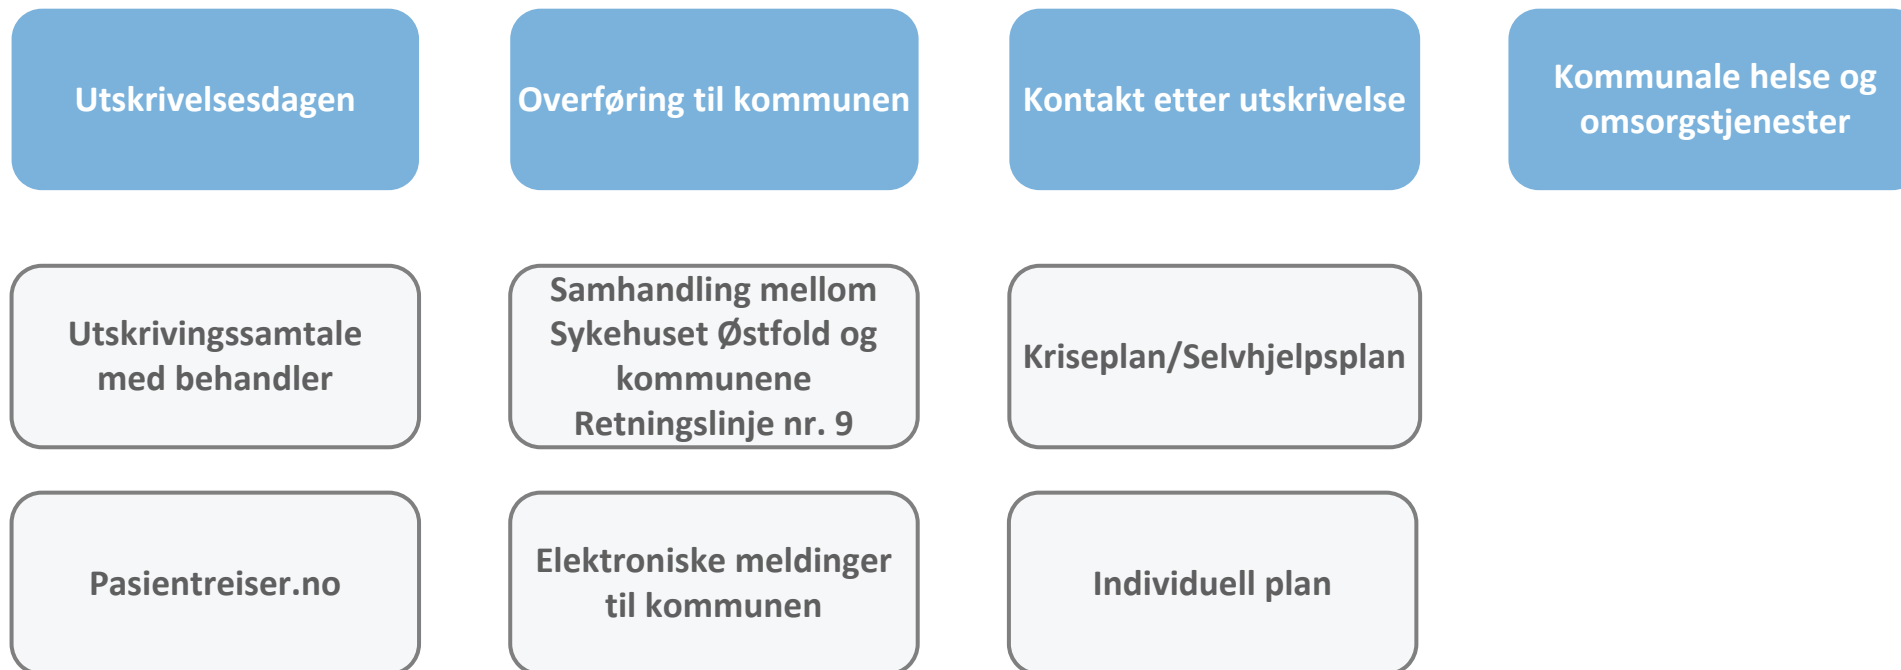 Utskrivelsesdagen
Overføring til kommunen
Kontakt etter utskrivelse
Kommunale helse og
omsorgstjenester
Utskrivingssamtale
med behandler
Samhandling mellom
Sykehuset Østfold og
kommunene
Retningslinje nr. 9
Kriseplan/Selvhjelpsplan
Pasientreiser.no
Elektroniske meldinger
til kommunen
Individuell plan